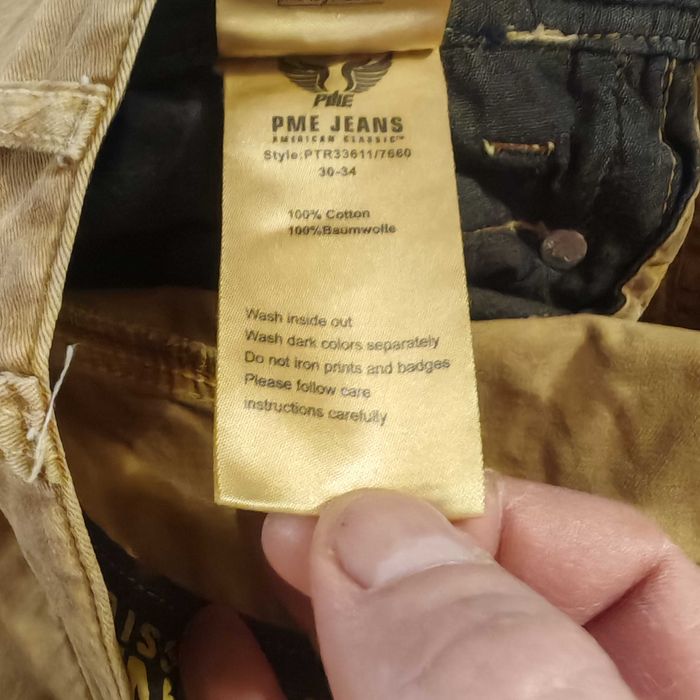 PME
PME JEANS
AMERICAN CLASSIC™
Style:PTR33611/7660
30-34
100% Cotton
100%Baumwolle
Wash inside out
Wash dark colors separately
Do not iron prints and badges
Please follow care
instructions carefully